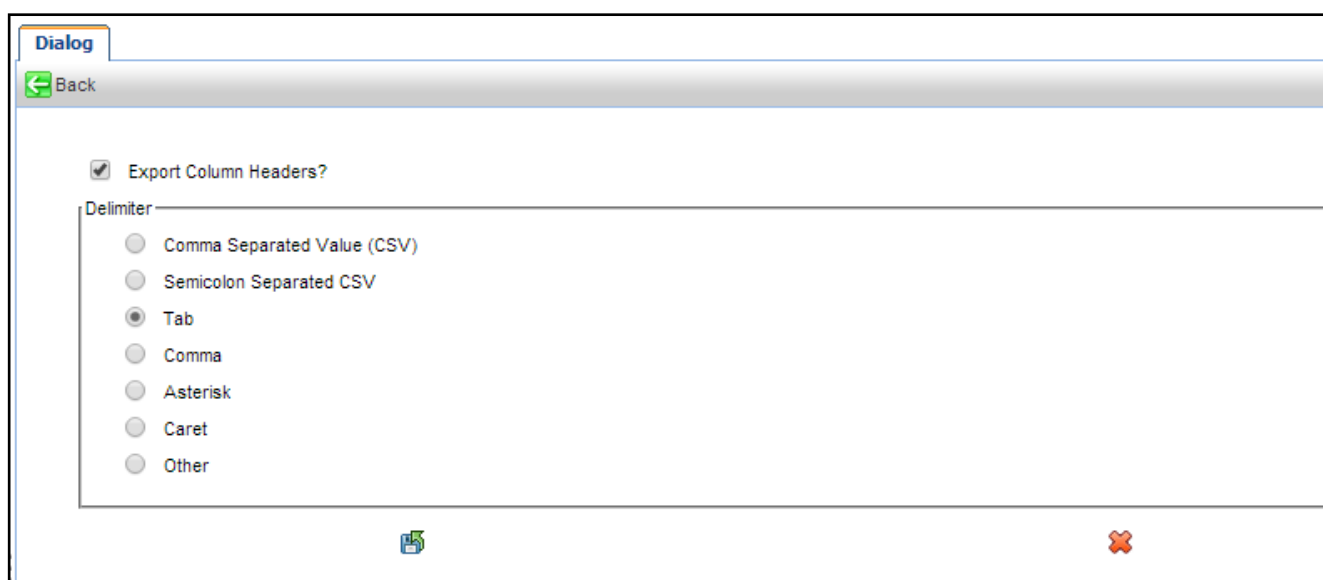 Dialog
Back
Export Column Headers?
Delimiter
Comma Separated Value (CSV)
Semicolon Separated CSV
Tab
Comma
Asterisk
Caret
Other